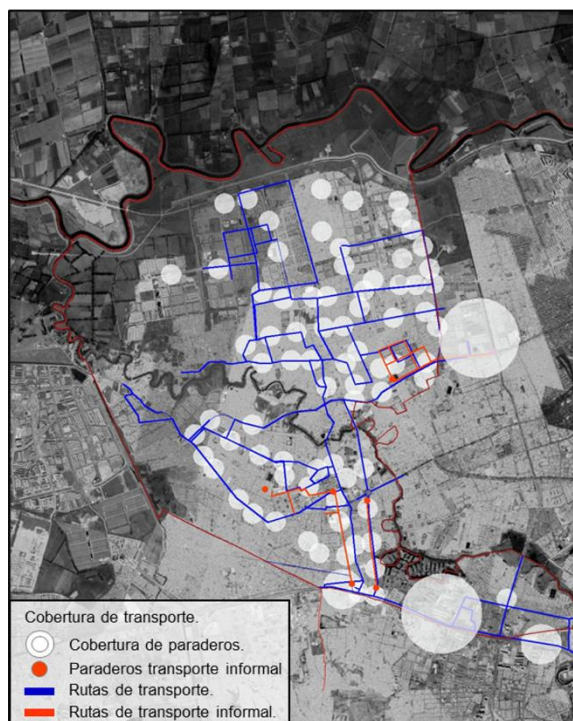 Cobertura de transporte.
Cobertura de paraderos.
Paraderos transporte informal
Rutas de transporte.
Rutas de transporte informal.